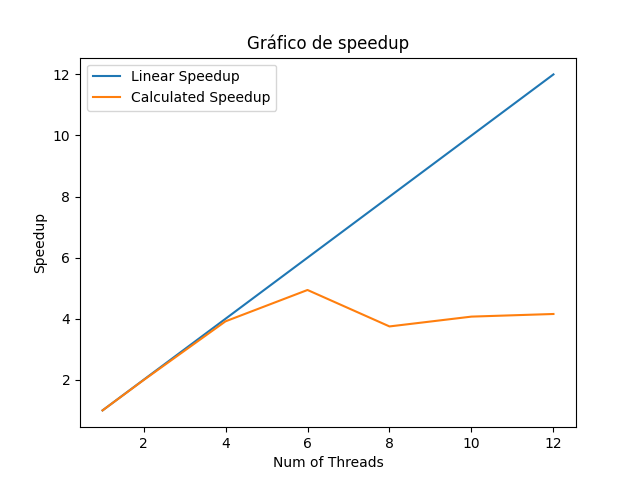 Gráfico de speedup
Linear Speedup
Calculated Speedup
Speedup
12
10
8
6
4
2
2 4 6 8 10 12
Num of Threads